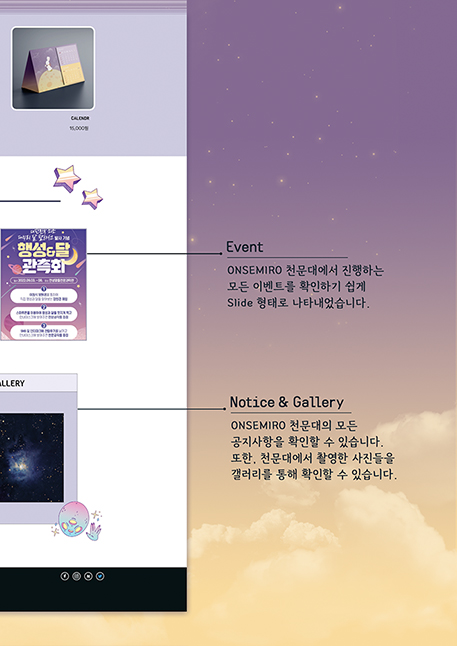 CALENDR
15,000원
행성&달
관측회
Event
ONSEMIRO 천문대에서 진행하는
모든 이벤트를 확인하기 쉽게
Slide 형태로 나타내었습니다.
ALLERY
Notice & Gallery
ONSEMIRO 천문대의 모든
공지사항을 확인할 수 있습니다.
또한, 천문대에서 촬영한 사진들을
갤러리를 통해 확인할 수 있습니다.